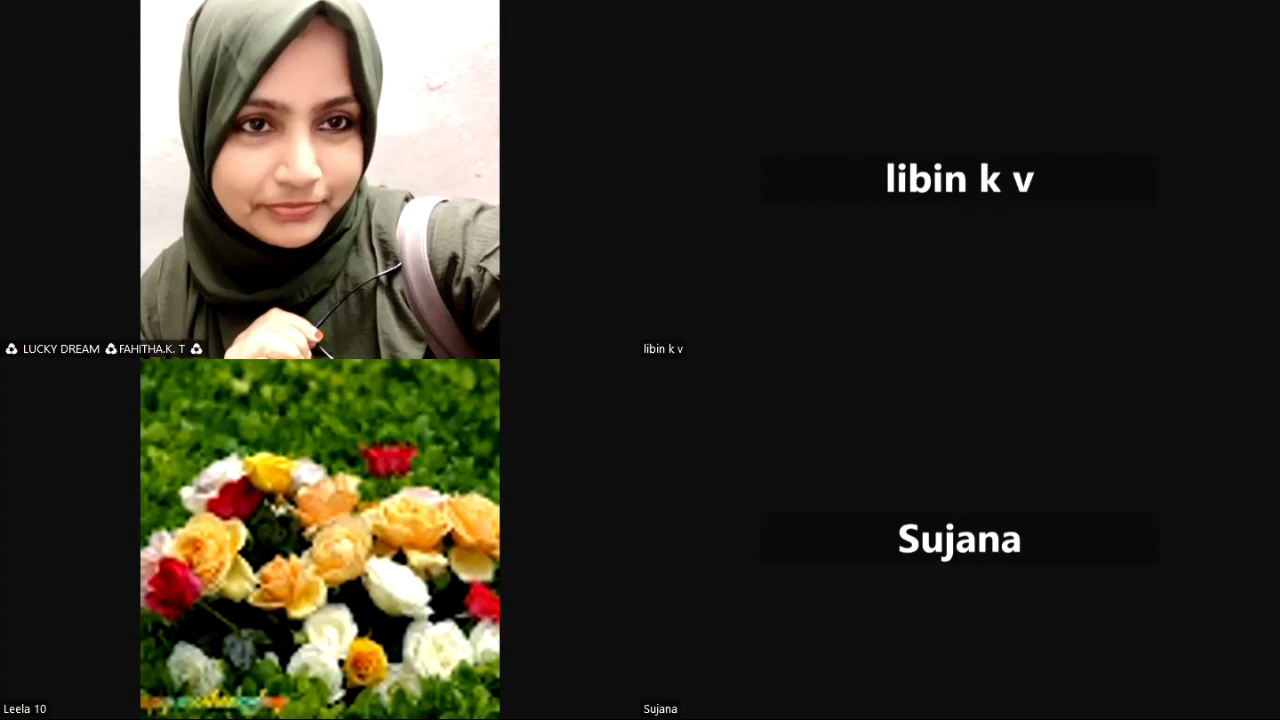 libin k v
♻ LUCKY DREAM ♻FAHITHA.K. T ♻
libin k v
Sujana
Leela 10
Sujana